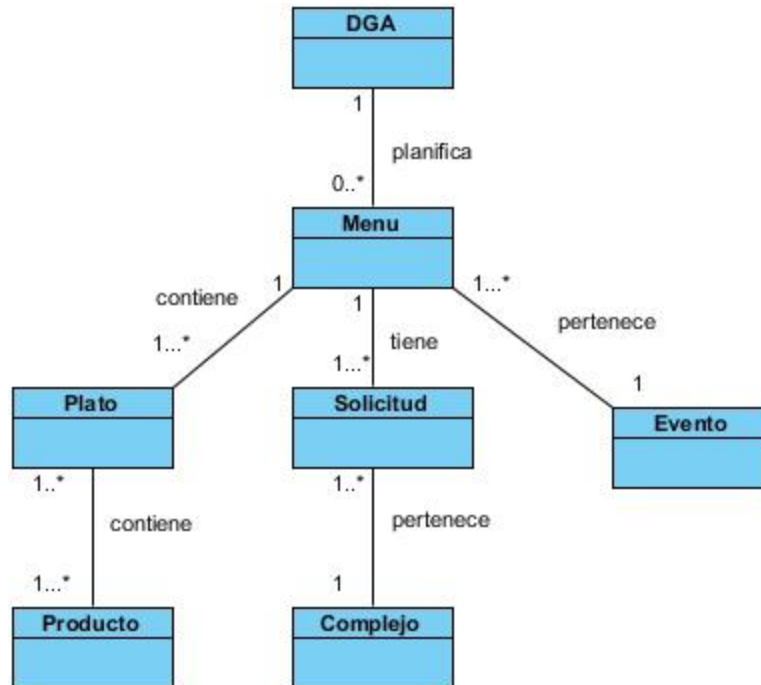 DGA
1
planifica
0..*
Menu
1
1
1...*
contiene
pertenece
1...*
tiene
1...*
1
Plato
Solicitud
Evento
1..*
1..*
contiene
pertenece
1...*
1
Producto
Complejo